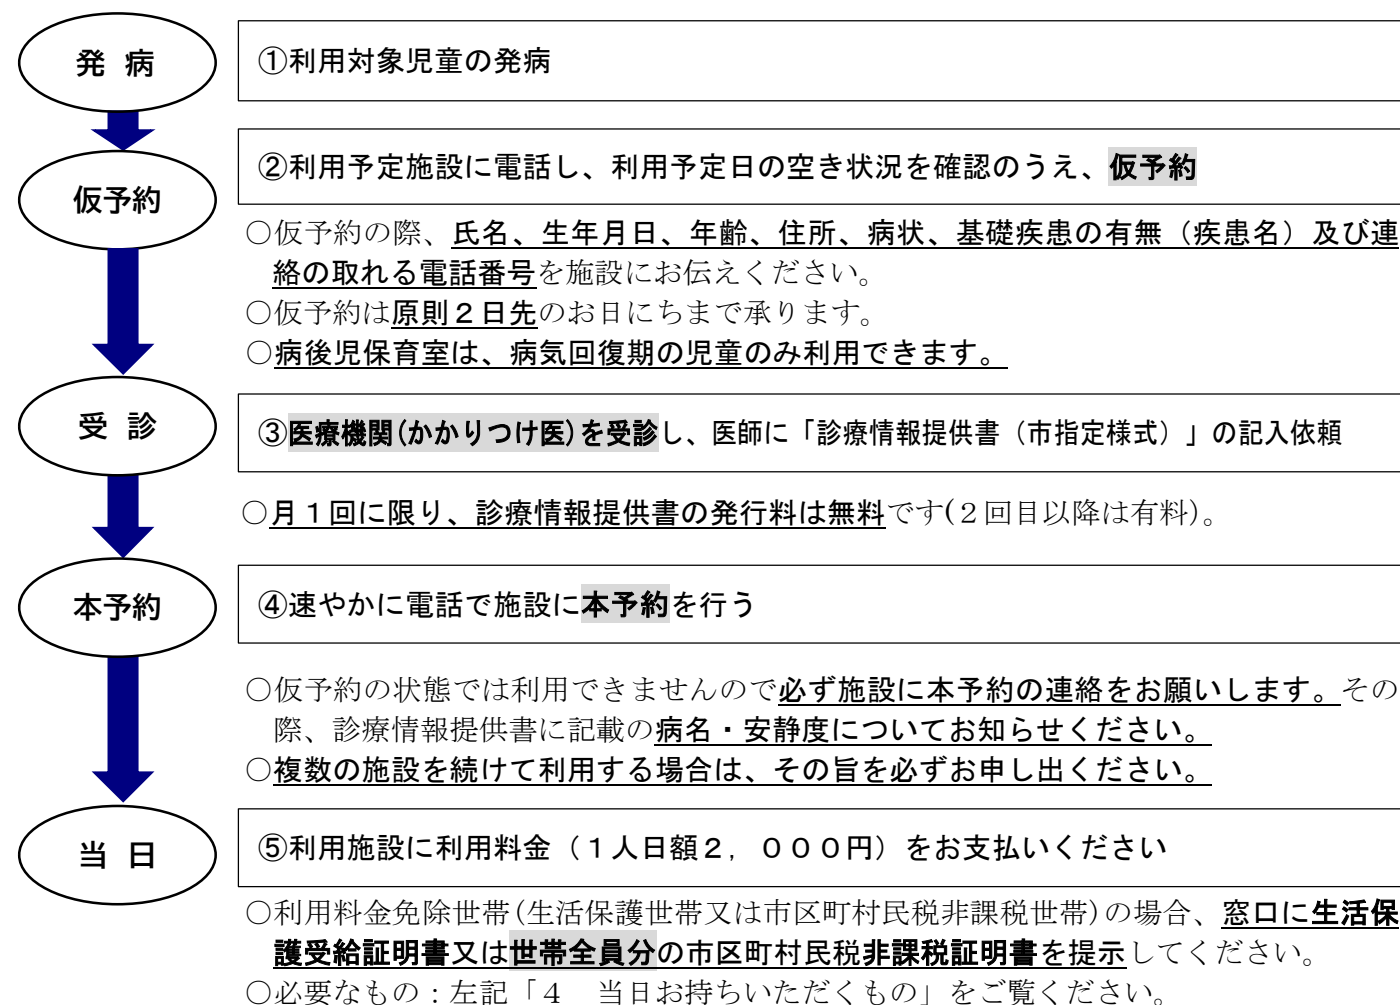 発 病
①利用対象児童の発病
仮予約
②利用予定施設に電話し、利用予定日の空き状況を確認のうえ、仮予約
○仮予約の際、氏名、生年月日、年齢、住所、病状、基礎疾患の有無（疾患名）及び連
絡の取れる電話番号を施設にお伝えください。
○仮予約は原則２日先のお日にちまで承ります。
○病後児保育室は、病気回復期の児童のみ利用できます。
受 診
③医療機関(かかりつけ医)を受診し、医師に「診療情報提供書（市指定様式）」の記入依頼
○月１回に限り、診療情報提供書の発行料は無料です(２回目以降は有料)。
本予約
④速やかに電話で施設に本予約を行う
○仮予約の状態では利用できませんので必ず施設に本予約の連絡をお願いします。その
際、診療情報提供書に記載の病名・安静度についてお知らせください。
○複数の施設を続けて利用する場合は、その旨を必ずお申し出ください。
当 日
⑤利用施設に利用料金（１人日額２，０００円）をお支払いください
○利用料金免除世帯(生活保護世帯又は市区町村民税非課税世帯)の場合、窓口に生活保
護受給証明書又は世帯全員分の市区町村民税非課税証明書を提示してください。
○必要なもの：左記「４　当日お持ちいただくもの」をご覧ください。